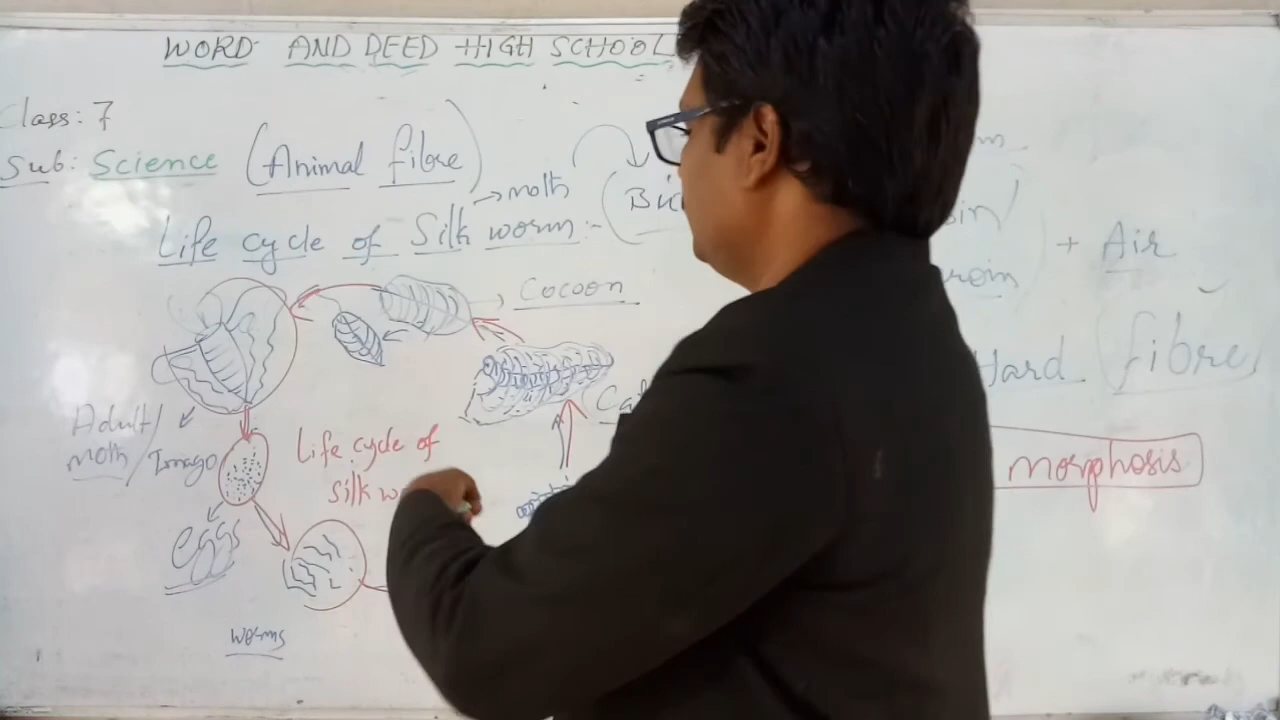 WORD AND DEED HIGH SCHOOL
Class: 7
Sub: Science (Animal fibre)
→ moth
Life cycle of Silk worm :-
+ Air
Cocoon
Hard fibre
Adult/
moth/Imago
Life cycle of
silk
morphosis
eggs
worms